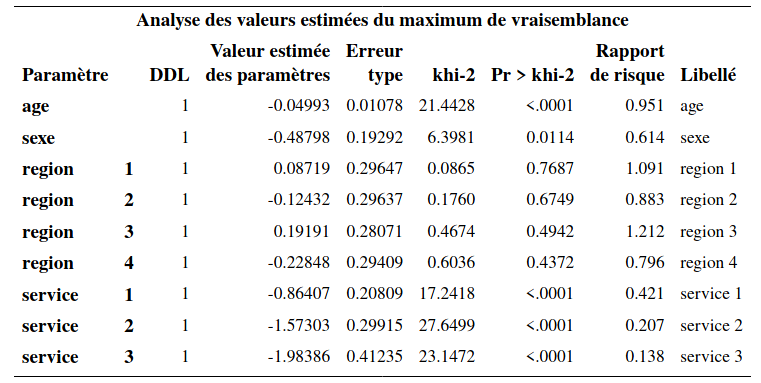 Analyse des valeurs estimées du maximum de vraisemblance
Valeur estimée Erreur Rapport
Paramètre DDL des paramètres type khi-2 Pr > khi-2 de risque Libellé
age 1 -0.04993 0.01078 21.4428 <.0001 0.951 age
sexe 1 -0.48798 0.19292 6.3981 0.0114 0.614 sexe
region 1 1 0.08719 0.29647 0.0865 0.7687 1.091 region 1
region 2 1 -0.12432 0.29637 0.1760 0.6749 0.883 region 2
region 3 1 0.19191 0.28071 0.4674 0.4942 1.212 region 3
region 4 1 -0.22848 0.29409 0.6036 0.4372 0.796 region 4
service 1 1 -0.86407 0.20809 17.2418 <.0001 0.421 service 1
service 2 1 -1.57303 0.29915 27.6499 <.0001 0.207 service 2
service 3 1 -1.98386 0.41235 23.1472 <.0001 0.138 service 3